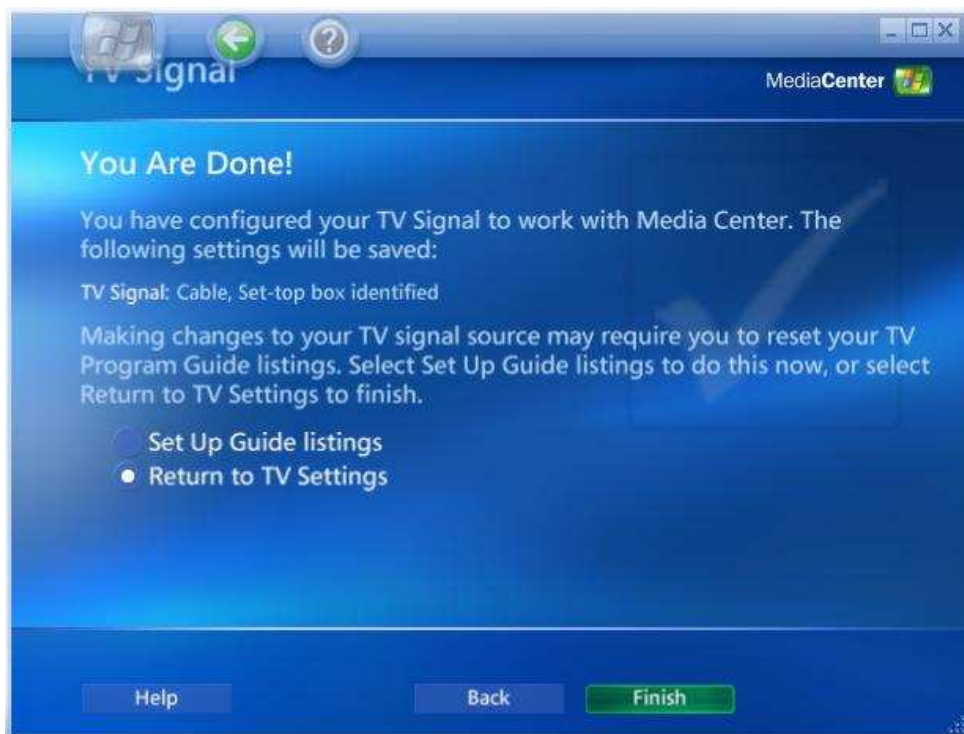 TV Signal
MediaCenter
You Are Done!
You have configured your TV Signal to work with Media Center. The
following settings will be saved:
TV Signal: Cable, Set-top box identified
Making changes to your TV signal source may require you to reset your TV
Program Guide listings. Select Set Up Guide listings to do this now, or select
Return to TV Settings to finish.
Set Up Guide listings
Return to TV Settings
Help Back Finish